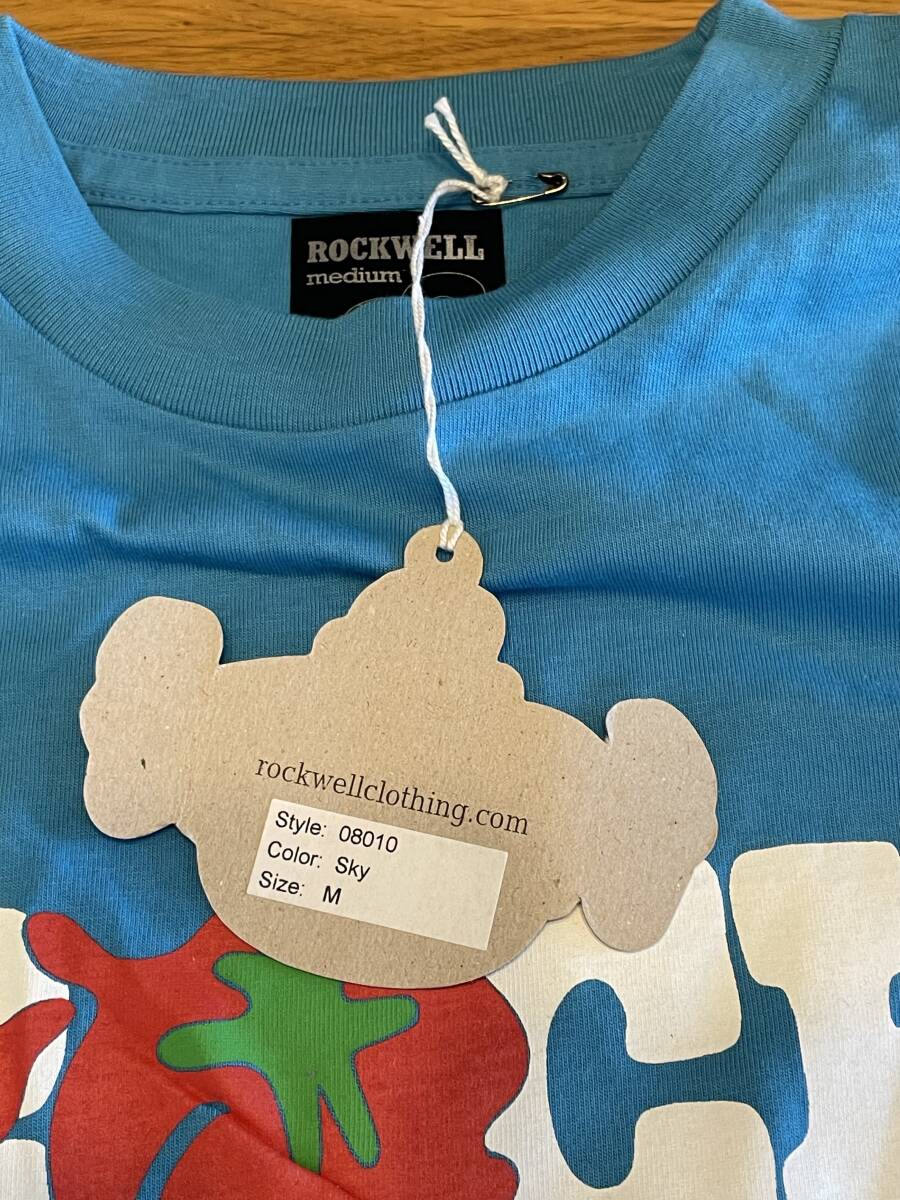 ROCKWELL
medium
rockwellclothing.com
Style: 08010
Color: Sky
Size: M